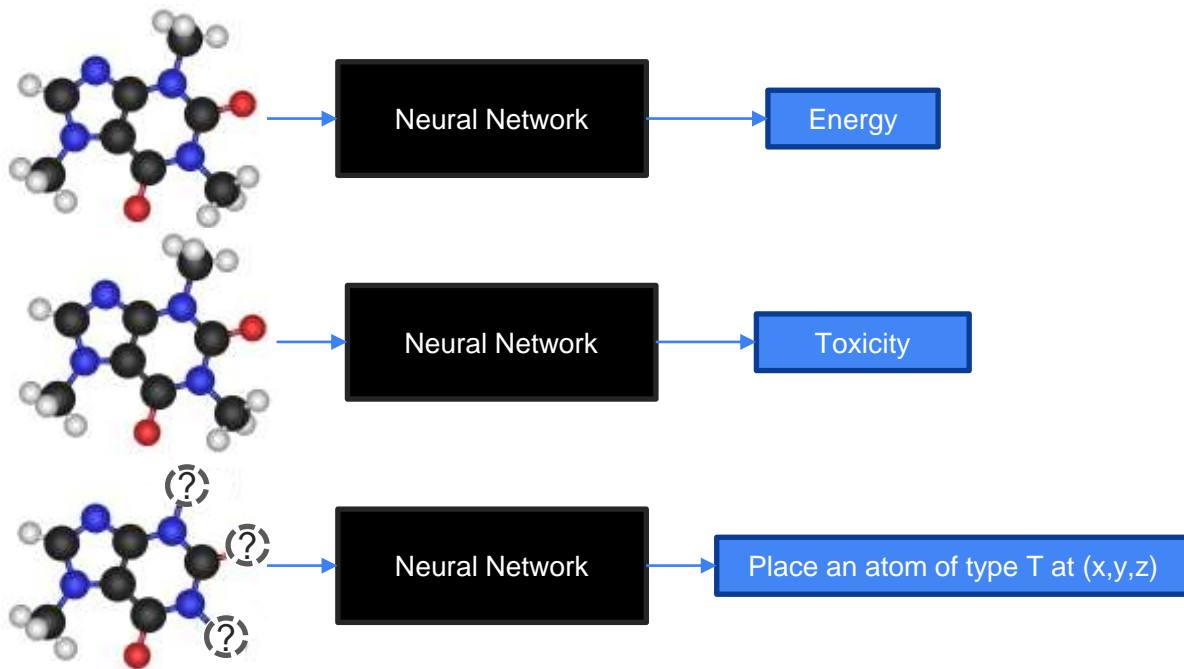 Neural Network
Energy
Neural Network
Toxicity
?
?
?
Neural Network
Place an atom of type T at (x,y,z)